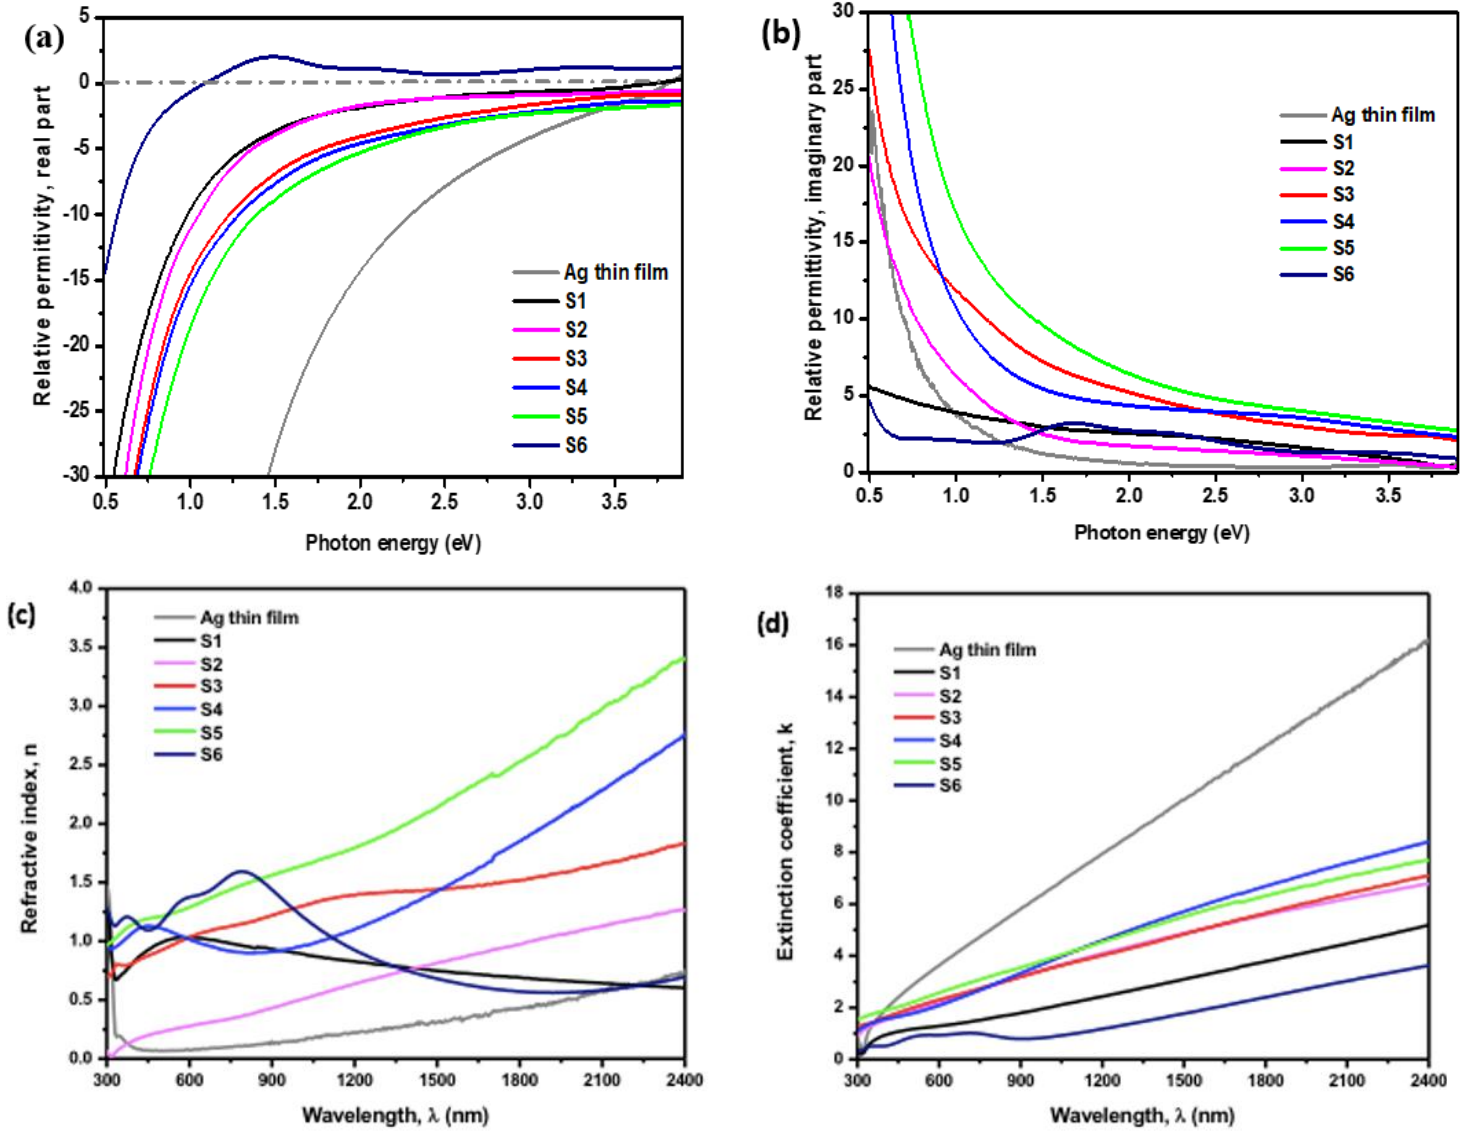 (a)
Relative permitivity, real part
5
0
-5
-10
-15
-20
-25
-30
0.5 1.0 1.5 2.0 2.5 3.0 3.5
Photon energy (eV)
Ag thin film
S1
S2
S3
S4
S5
S6
(b)
Relative permittivity, imaginary part
30
25
20
15
10
5
0
0.5 1.0 1.5 2.0 2.5 3.0 3.5
Photon energy (eV)
Ag thin film
S1
S2
S3
S4
S5
S6
(c)
Refractive index, n
4.0
3.5
3.0
2.5
2.0
1.5
1.0
0.5
0.0
300 600 900 1200 1500 1800 2100 2400
Wavelength, λ (nm)
Ag thin film
S1
S2
S3
S4
S5
S6
(d)
Extinction coefficient, k
18
16
14
12
10
8
6
4
2
0
300 600 900 1200 1500 1800 2100 2400
Wavelength, λ (nm)
Ag thin film
S1
S2
S3
S4
S5
S6